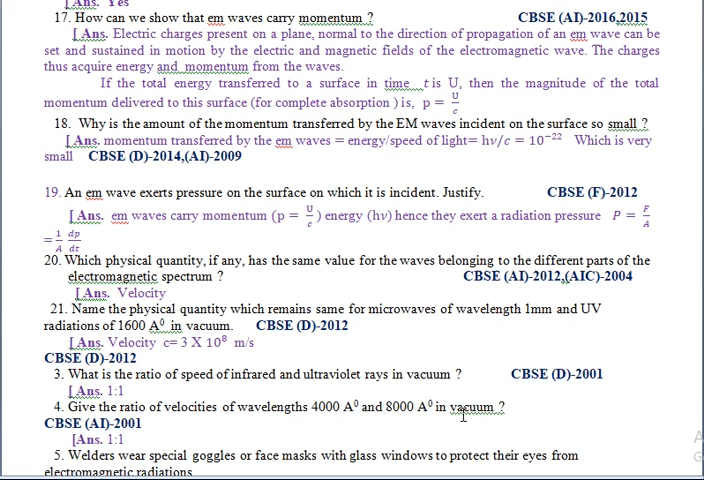 [Ans. Yes
17. How can we show that em waves carry momentum ? CBSE (AI)-2016,2015
[ Ans. Electric charges present on a plane, normal to the direction of propagation of an em wave can be
set and sustained in motion by the electric and magnetic fields of the electromagnetic wave. The charges
thus acquire energy and momentum from the waves.
If the total energy transferred to a surface in time t is U, then the magnitude of the total
momentum delivered to this surface (for complete absorption ) is, p = U/c
18. Why is the amount of the momentum transferred by the EM waves incident on the surface so small ?
[ Ans. momentum transferred by the em waves = energy/speed of light= hν/c = 10⁻²² Which is very
small CBSE (D)-2014,(AI)-2009
19. An em wave exerts pressure on the surface on which it is incident. Justify. CBSE (F)-2012
[ Ans. em waves carry momentum (p = U/c ) energy (hν) hence they exert a radiation pressure P = F/A
= 1/A dp/dt
20. Which physical quantity, if any, has the same value for the waves belonging to the different parts of the
electromagnetic spectrum ? CBSE (AI)-2012,(AIC)-2004
[ Ans. Velocity
21. Name the physical quantity which remains same for microwaves of wavelength 1mm and UV
radiations of 1600 A⁰ in vacuum. CBSE (D)-2012
[ Ans. Velocity c= 3 X 10⁸ m/s
CBSE (D)-2012
3. What is the ratio of speed of infrared and ultraviolet rays in vacuum ? CBSE (D)-2001
[ Ans. 1:1
4. Give the ratio of velocities of wavelengths 4000 A⁰ and 8000 A⁰ in vacuum ?
CBSE (AI)-2001
[Ans. 1:1
5. Welders wear special goggles or face masks with glass windows to protect their eyes from
electromagnetic radiations